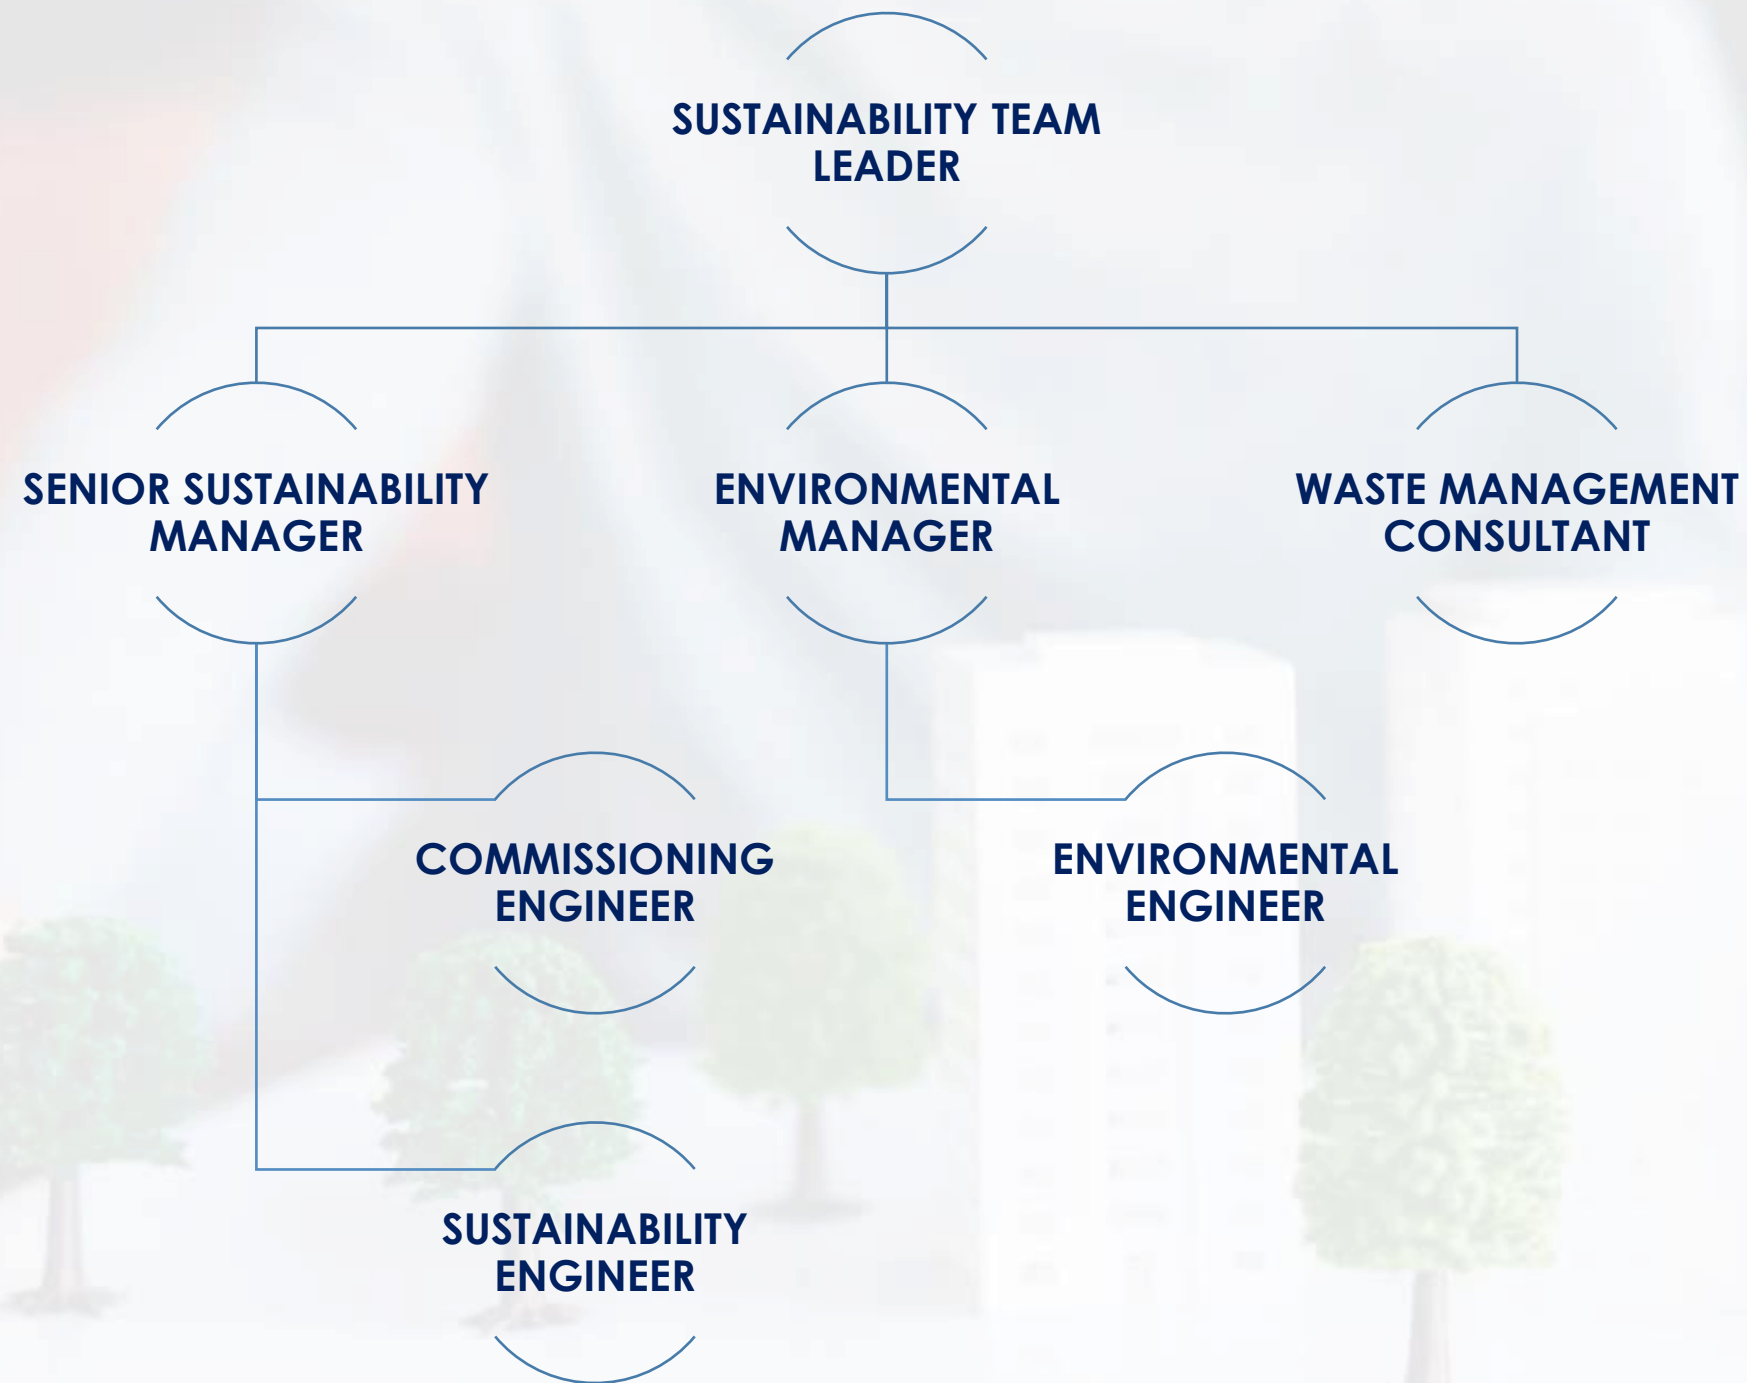 SUSTAINABILITY TEAM
LEADER
SENIOR SUSTAINABILITY
MANAGER
ENVIRONMENTAL
MANAGER
WASTE MANAGEMENT
CONSULTANT
COMMISSIONING
ENGINEER
ENVIRONMENTAL
ENGINEER
SUSTAINABILITY
ENGINEER